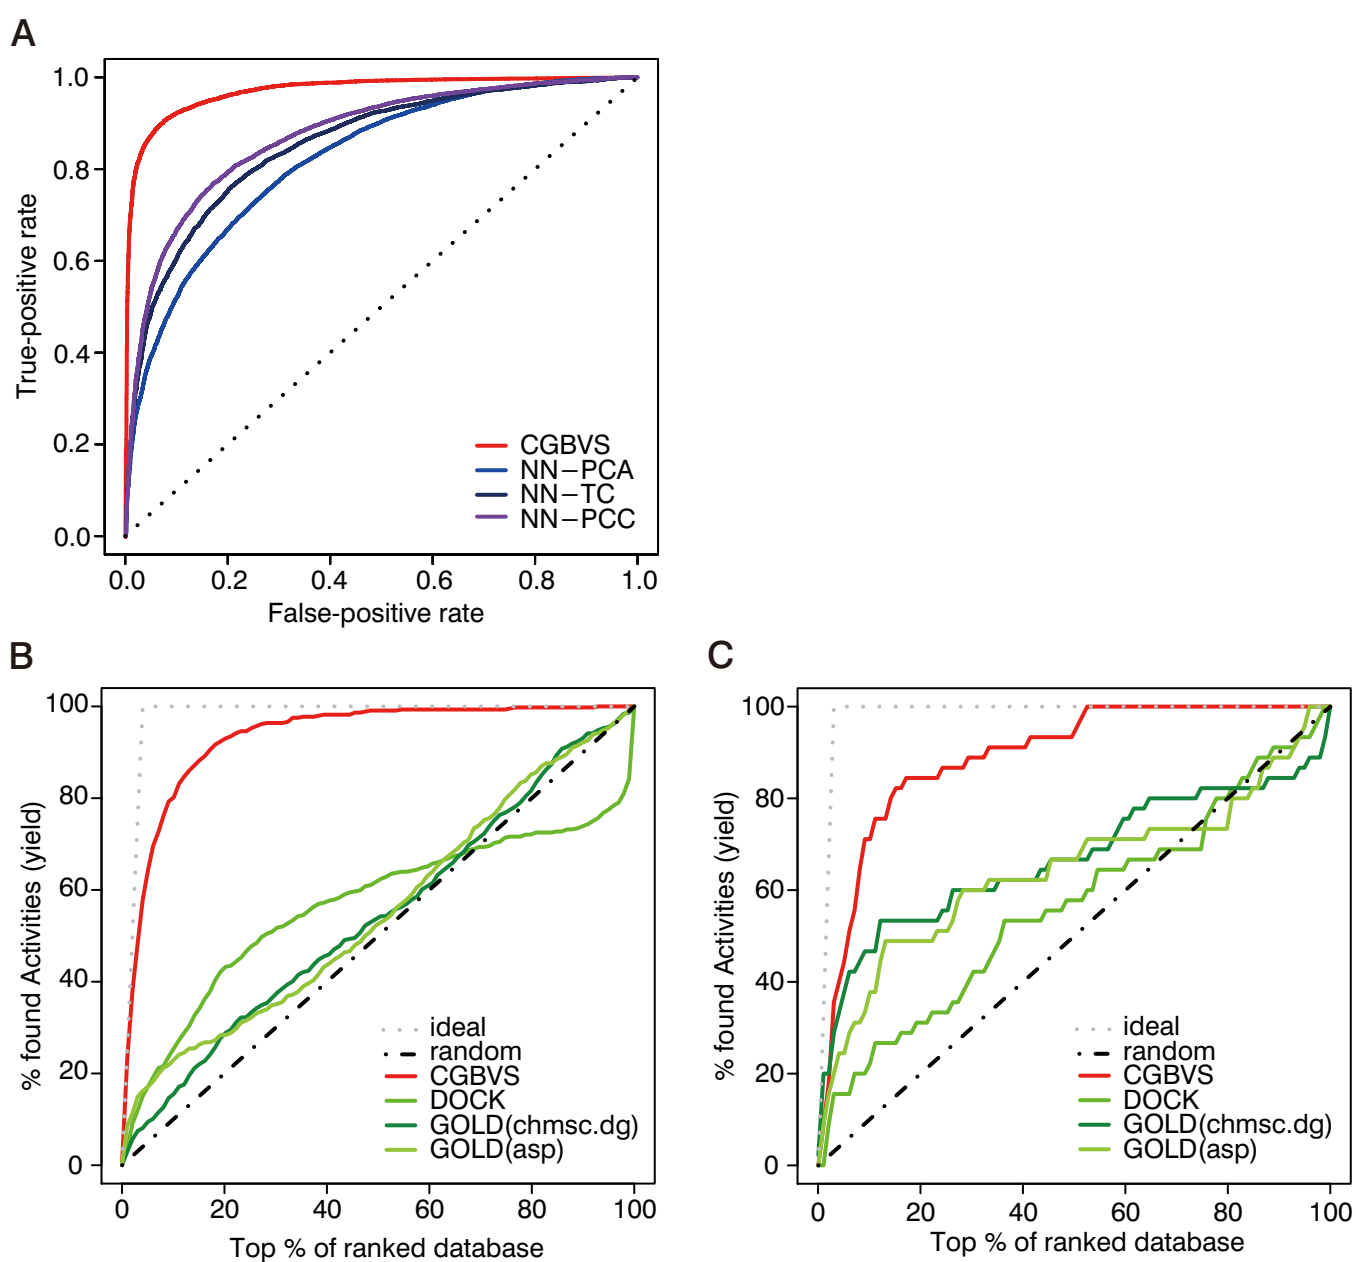 A
1.0
0.8
0.6
0.4
0.2
0.0
True-positive rate
CGBVS
NN−PCA
NN−TC
NN−PCC
0.0 0.2 0.4 0.6 0.8 1.0
False-positive rate
B
100
80
60
40
20
0
% found Activities (yield)
ideal
random
CGBVS
DOCK
GOLD(chmsc.dg)
GOLD(asp)
0 20 40 60 80 100
Top % of ranked database
C
100
80
60
40
20
0
% found Activities (yield)
ideal
random
CGBVS
DOCK
GOLD(chmsc.dg)
GOLD(asp)
0 20 40 60 80 100
Top % of ranked database